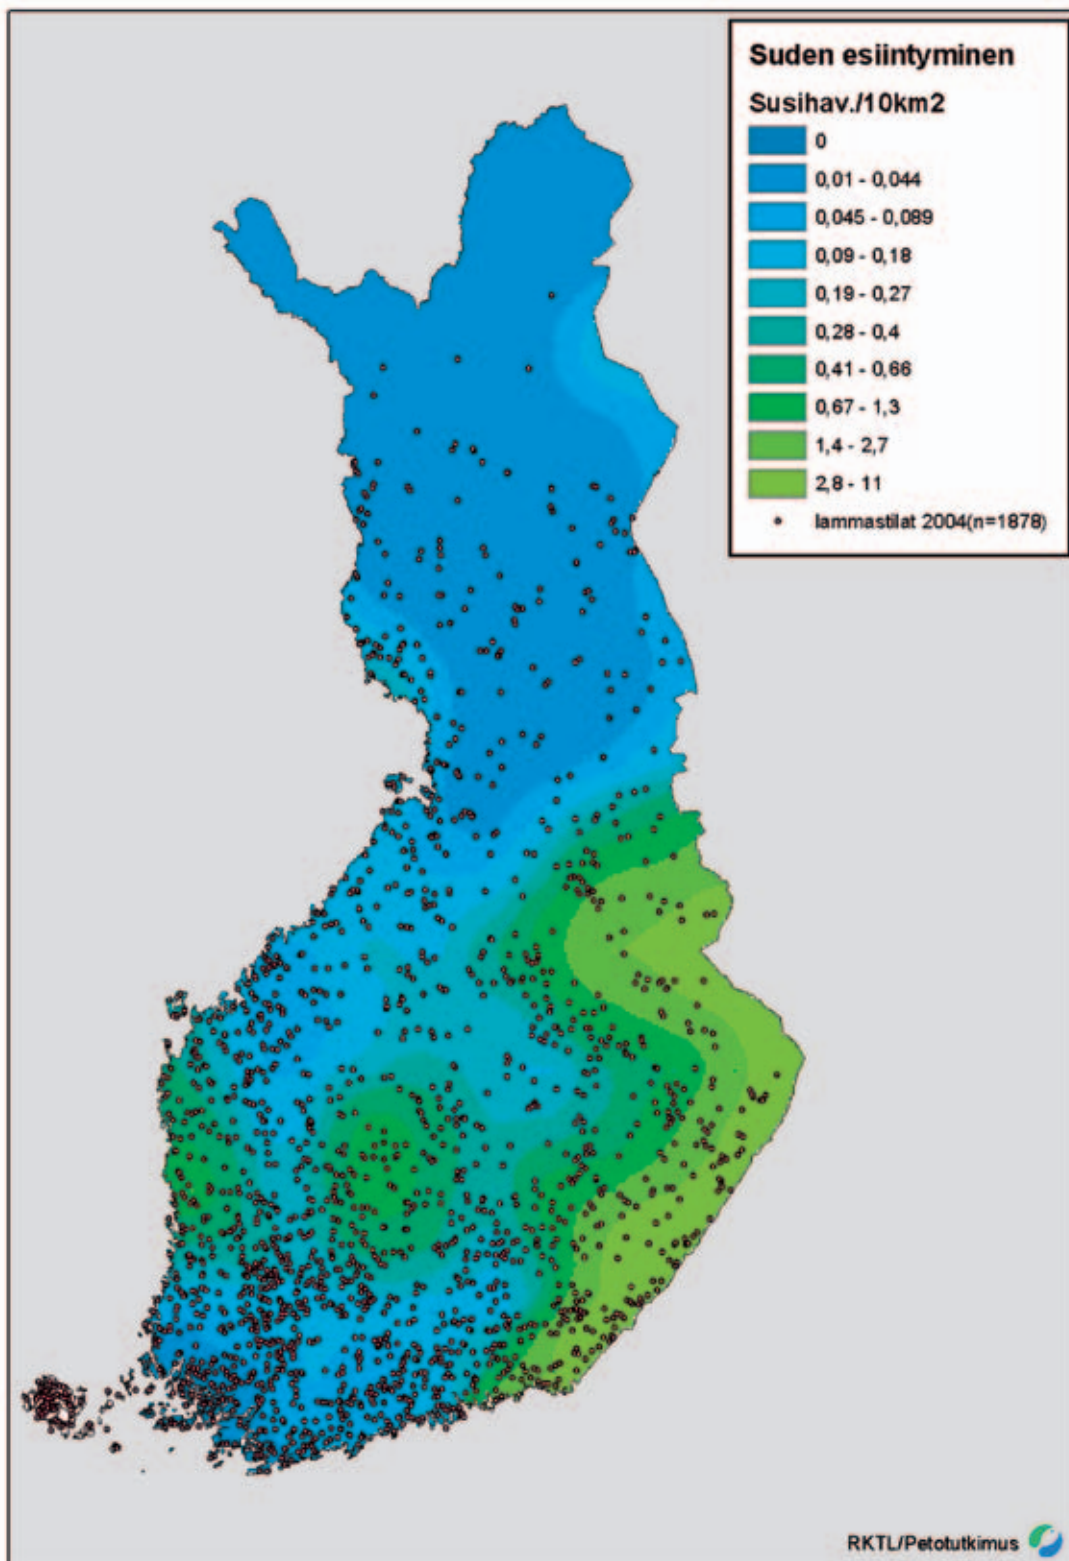 Suden esiintyminen
Susihav./10km2
0
0,01 - 0,044
0,045 - 0,089
0,09 - 0,18
0,19 - 0,27
0,28 - 0,4
0,41 - 0,66
0,67 - 1,3
1,4 - 2,7
2,8 - 11
lammastilat 2004(n=1878)
RKTL/Petotutkimus